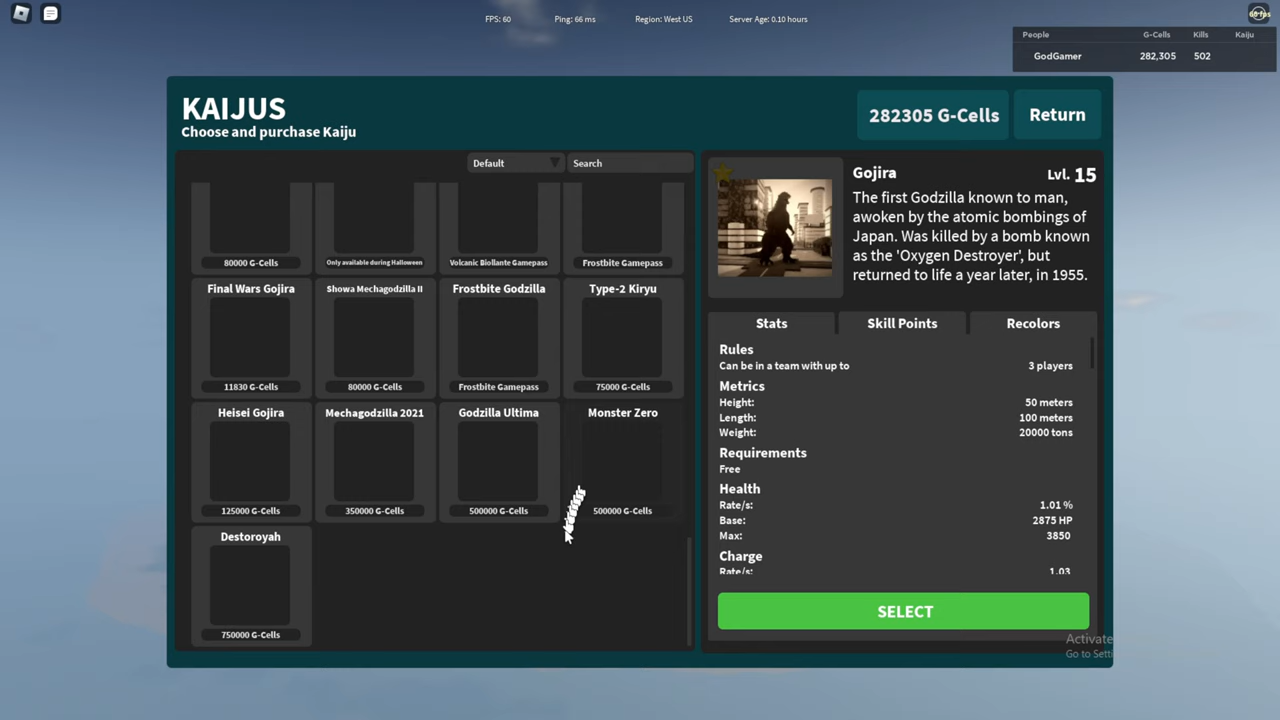 FPS: 60
Ping: 66 ms
Region: West US
Server Age: 0.10 hours
People G-Cells Kills Kaiju
GodGamer 282,305 502
KAIJUS
Choose and purchase Kaiju
282305 G-Cells
Return
Default
Search
80000 G-Cells
Only available during Halloween
Volcanic Biollante Gamepass
Frostbite Gamepass
Final Wars Gojira
Showa Mechagodzilla II
Frostbite Godzilla
Type-2 Kiryu
11830 G-Cells
80000 G-Cells
Frostbite Gamepass
75000 G-Cells
Heisei Gojira
Mechagodzilla 2021
Godzilla Ultima
Monster Zero
125000 G-Cells
350000 G-Cells
500000 G-Cells
500000 G-Cells
Destoroyah
750000 G-Cells
Gojira
Lvl. 15
The first Godzilla known to man,
awoken by the atomic bombings of
Japan. Was killed by a bomb known
as the 'Oxygen Destroyer', but
returned to life a year later, in 1955.
Stats
Skill Points
Recolors
Rules
Can be in a team with up to 3 players
Metrics
Height: 50 meters
Length: 100 meters
Weight: 20000 tons
Requirements
Free
Health
Rate/s: 1.01 %
Base: 2875 HP
Max: 3850
Charge
Rate/s: 1.03
SELECT
Activate
Go to Setti